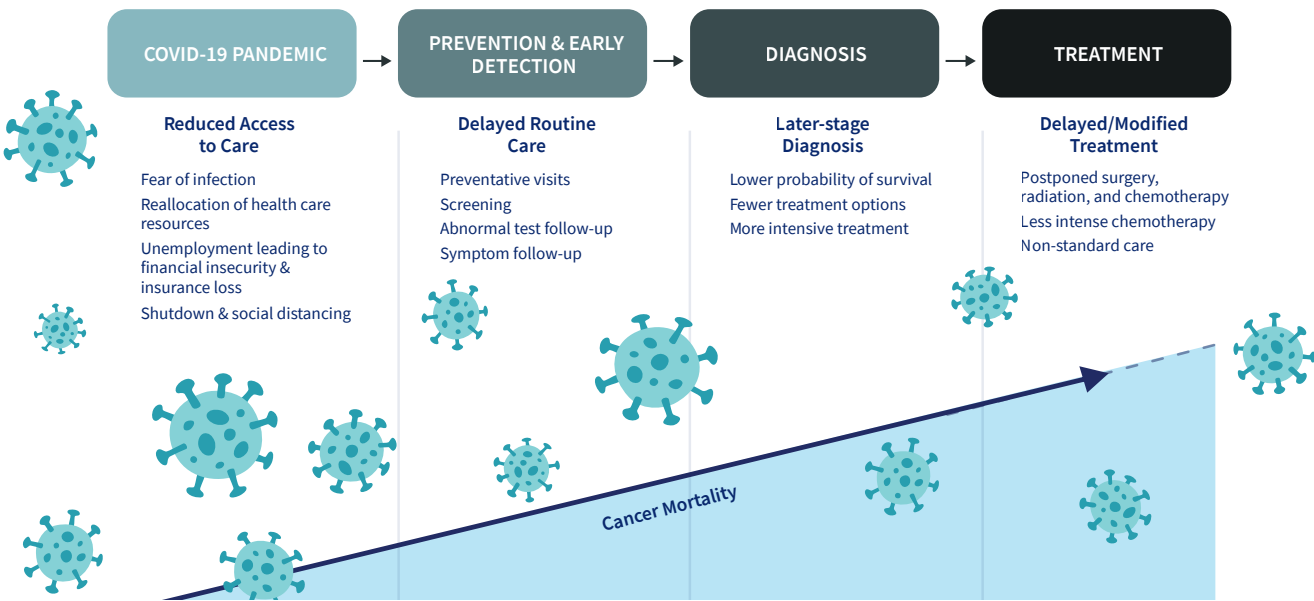 COVID-19 PANDEMIC
PREVENTION & EARLY
DETECTION
DIAGNOSIS
TREATMENT
Reduced Access
to Care
Fear of infection
Reallocation of health care
resources
Unemployment leading to
financial insecurity &
insurance loss
Shutdown & social distancing
Delayed Routine
Care
Preventative visits
Screening
Abnormal test follow-up
Symptom follow-up
Later-stage
Diagnosis
Lower probability of survival
Fewer treatment options
More intensive treatment
Delayed/Modified
Treatment
Postponed surgery,
radiation, and chemotherapy
Less intense chemotherapy
Non-standard care
Cancer Mortality